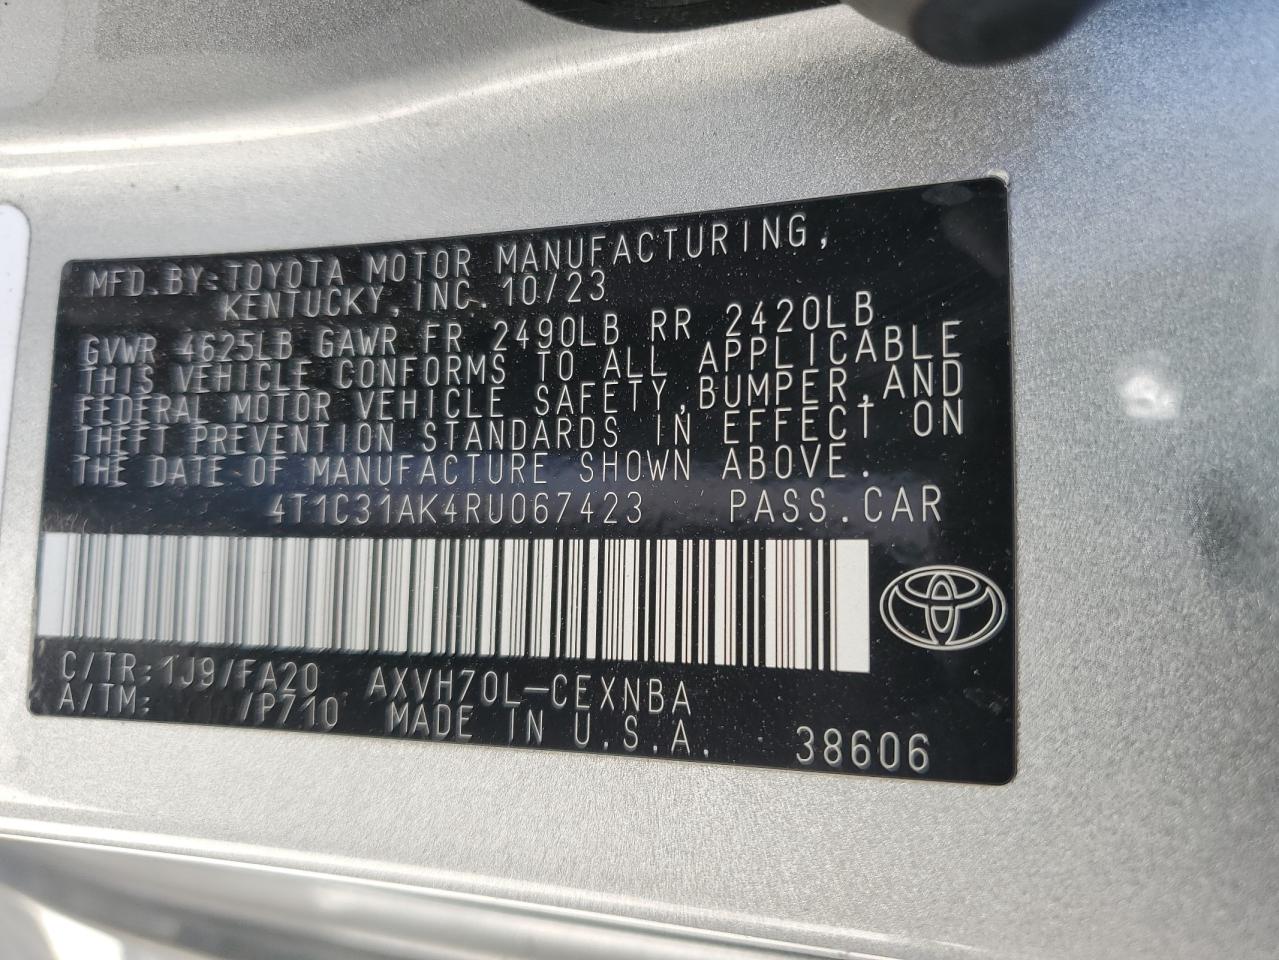 MFD. BY: TOYOTA MOTOR MANUFACTURING,
KENTUCKY, INC. 10/23
GVWR 4625LB GAWR FR 2490LB RR 2420LB
THIS VEHICLE CONFORMS TO ALL APPLICABLE
FEDERAL MOTOR VEHICLE SAFETY, BUMPER, AND
THEFT PREVENTION STANDARDS IN EFFECT ON
THE DATE OF MANUFACTURE SHOWN ABOVE.
4T1C31AK4RU067423 PASS. CAR
C/TR: 1J9/FA20 AXVH70L-CEXNBA
A/TM: /P710 MADE IN U.S.A. 38606